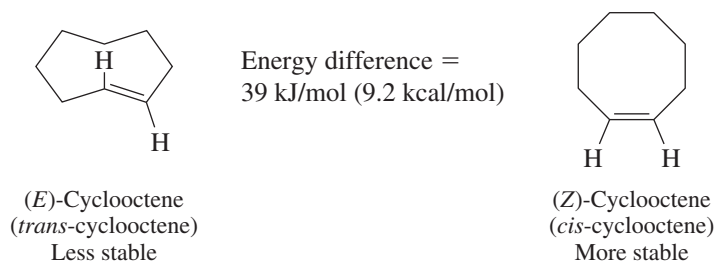 H
H
(E)-Cyclooctene
(trans-cyclooctene)
Less stable
Energy difference =
39 kJ/mol (9.2 kcal/mol)
H
H
(Z)-Cyclooctene
(cis-cyclooctene)
More stable